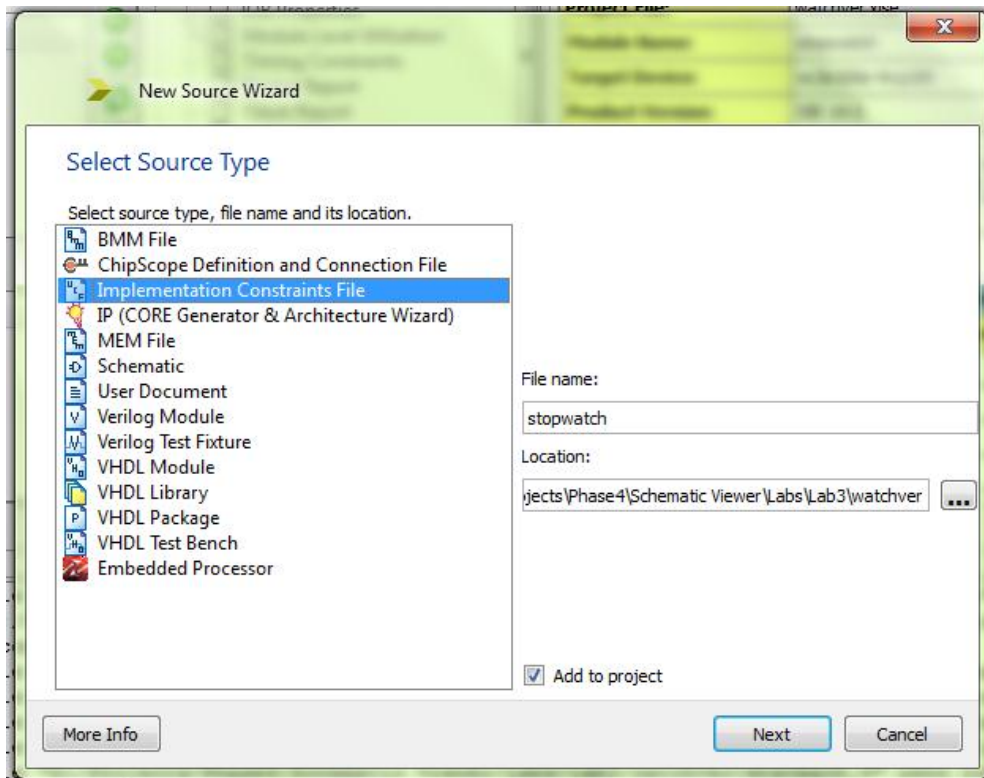 Project File:
New Source Wizard
Select Source Type
Select source type, file name and its location.
BMM File
ChipScope Definition and Connection File
Implementation Constraints File
IP (CORE Generator & Architecture Wizard)
MEM File
Schematic
User Document
Verilog Module
Verilog Test Fixture
VHDL Module
VHDL Library
VHDL Package
VHDL Test Bench
Embedded Processor
File name:
stopwatch
Location:
jects\Phase4\Schematic Viewer\Labs\Lab3\watchver
...
Add to project
More Info
Next
Cancel